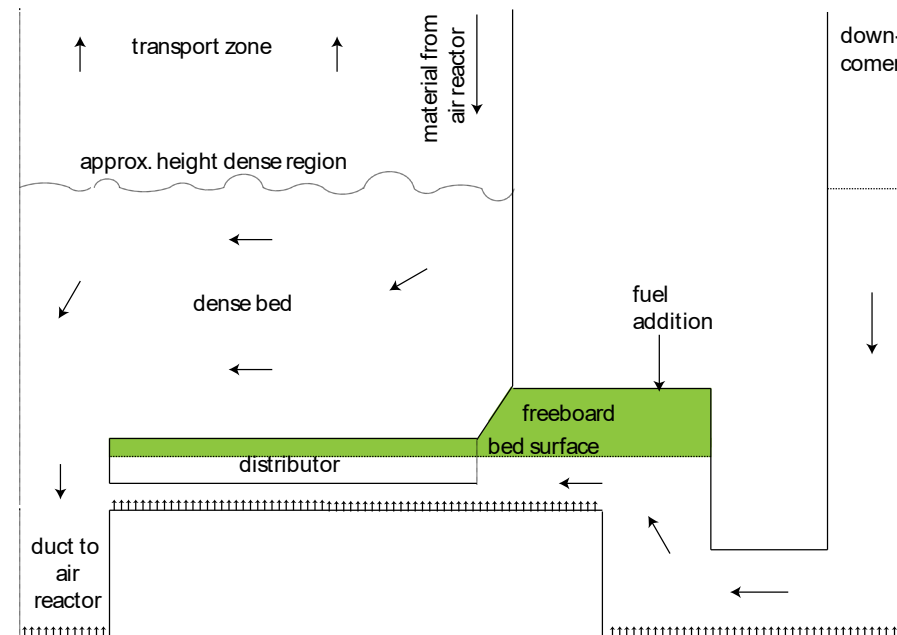 transport zone
material from
air reactor
down-
comer
approx. height dense region
dense bed
fuel
addition
freeboard
bed surface
distributor
duct to
air
reactor